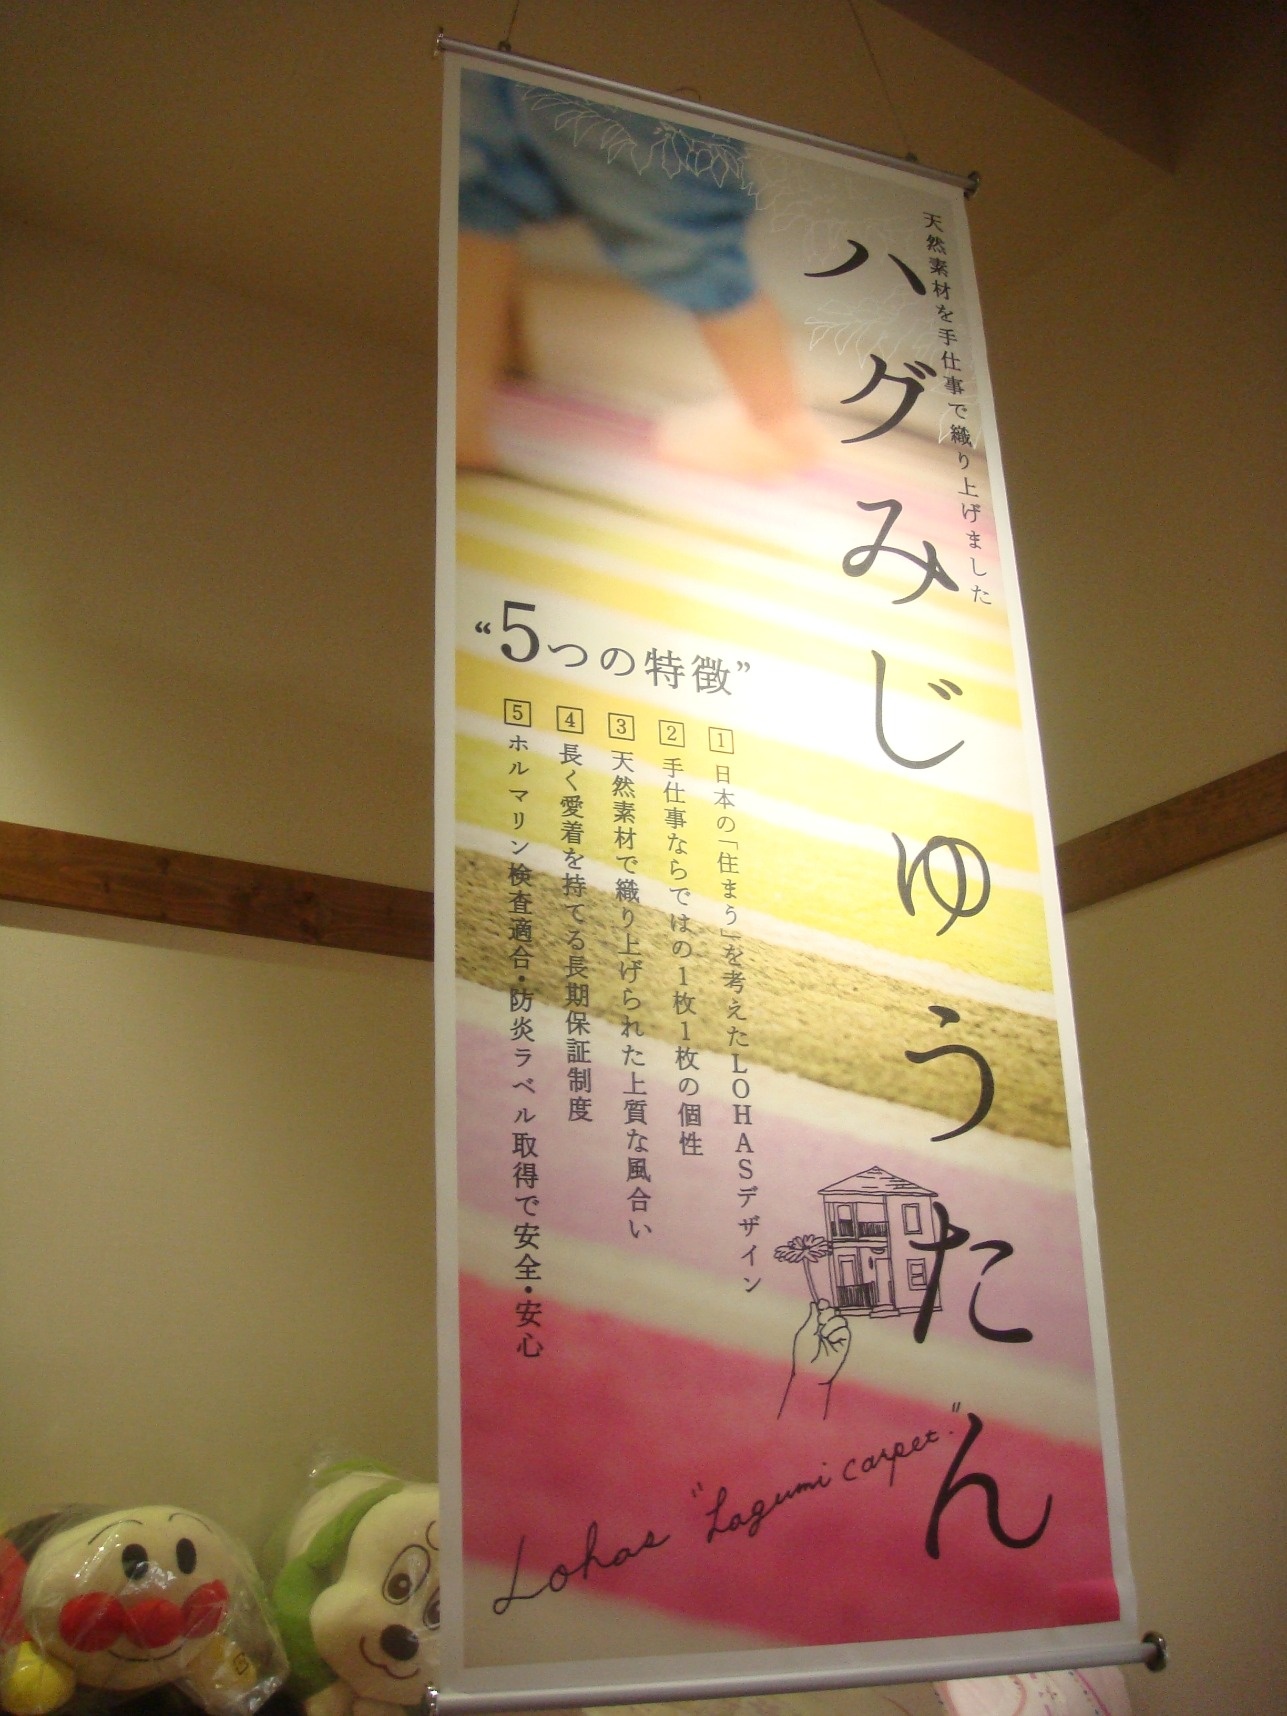 天然素材を手仕事で織り上げました
ハグみじゅうたん
“5つの特徴”
1 日本の「住まう」を考えたLOHASデザイン
2 手仕事ならではの1枚1枚の個性
3 天然素材で織り上げられた上質な風合い
4 長く愛着を持てる長期保証制度
5 ホルマリン検査適合・防炎ラベル取得で安全・安心
Lohas "Hagumi carpet."